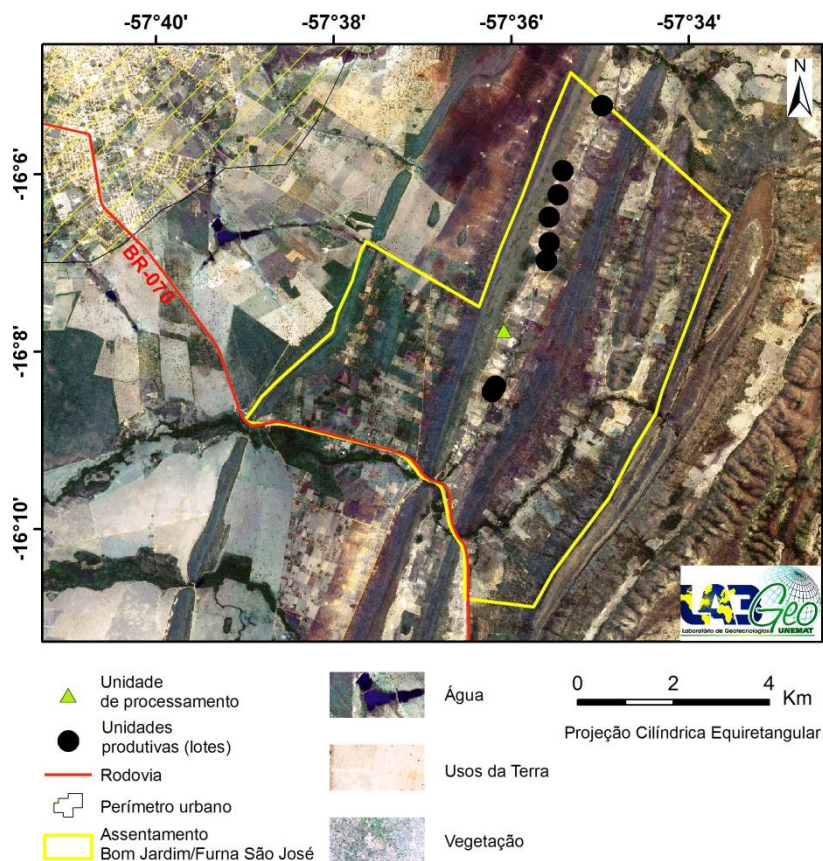 -57°40'
-57°38'
-57°36'
-57°34'
N
-16°6'
BR-070
-16°8'
-16°10'
LABGeo
UNEMAT
Laboratório de Geotecnologias
Unidade
de processamento
Unidades
produtivas (lotes)
Rodovia
Perímetro urbano
Assentamento
Bom Jardim/Furna São José
Água
Usos da Terra
Vegetação
0 2 4 Km
Projeção Cilíndrica Equiretangular